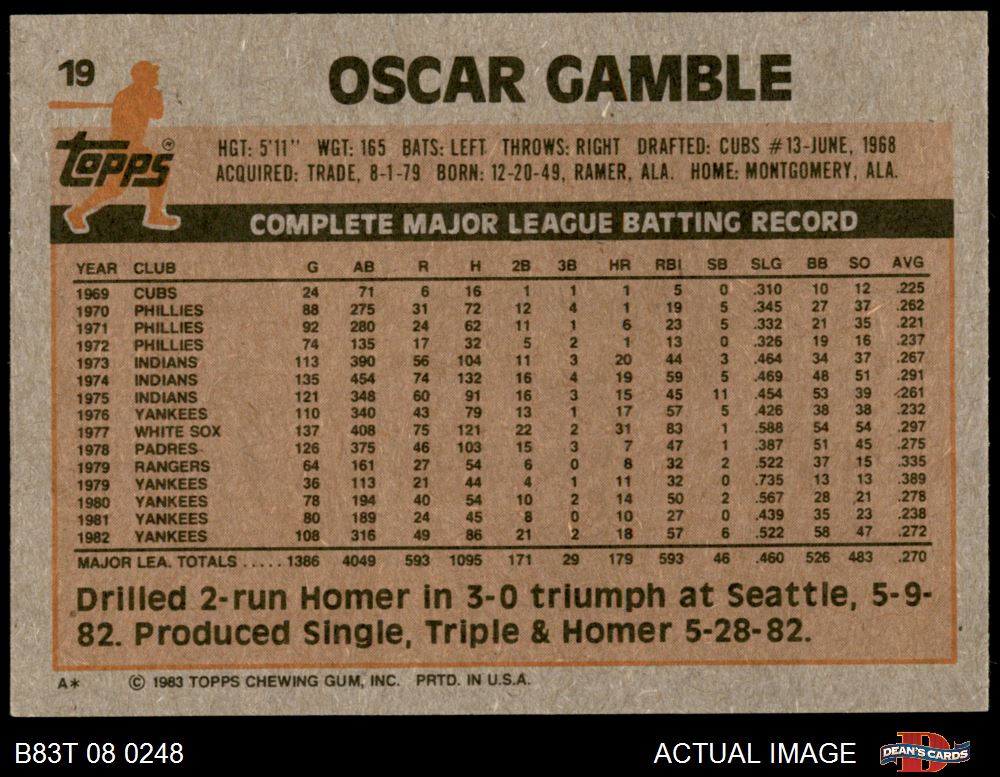 19
OSCAR GAMBLE
topps®
HGT: 5'11" WGT: 165 BATS: LEFT THROWS: RIGHT DRAFTED: CUBS #13-JUNE, 1968
ACQUIRED: TRADE, 8-1-79 BORN: 12-20-49, RAMER, ALA. HOME: MONTGOMERY, ALA.
COMPLETE MAJOR LEAGUE BATTING RECORD
YEAR CLUB G AB R H 2B 3B HR RBI SB SLG BB SO AVG
1969 CUBS 24 71 6 16 1 1 1 5 0 .310 10 12 .225
1970 PHILLIES 88 275 31 72 12 4 1 19 5 .345 27 37 .262
1971 PHILLIES 92 280 24 62 11 1 6 23 5 .332 21 35 .221
1972 PHILLIES 74 135 17 32 5 2 1 13 0 .326 19 16 .237
1973 INDIANS 113 390 56 104 11 3 20 44 3 .464 34 37 .267
1974 INDIANS 135 454 74 132 16 4 19 59 5 .469 48 51 .291
1975 INDIANS 121 348 60 91 16 3 15 45 11 .454 53 39 .261
1976 YANKEES 110 340 43 79 13 1 17 57 5 .426 38 38 .232
1977 WHITE SOX 137 408 75 121 22 2 31 83 1 .588 54 54 .297
1978 PADRES 126 375 46 103 15 3 7 47 1 .387 51 45 .275
1979 RANGERS 64 161 27 54 6 0 8 32 2 .522 37 15 .335
1979 YANKEES 36 113 21 44 4 1 11 32 0 .735 13 13 .389
1980 YANKEES 78 194 40 54 10 2 14 50 2 .567 28 21 .278
1981 YANKEES 80 189 24 45 8 0 10 27 0 .439 35 23 .238
1982 YANKEES 108 316 49 86 21 2 18 57 6 .522 58 47 .272
MAJOR LEA. TOTALS ..... 1386 4049 593 1095 171 29 179 593 46 .460 526 483 .270
Drilled 2-run Homer in 3-0 triumph at Seattle, 5-9-
82. Produced Single, Triple & Homer 5-28-82.
A* © 1983 TOPPS CHEWING GUM, INC. PRTD. IN U.S.A.
B83T 08 0248 ACTUAL IMAGE DEAN'S CARDS